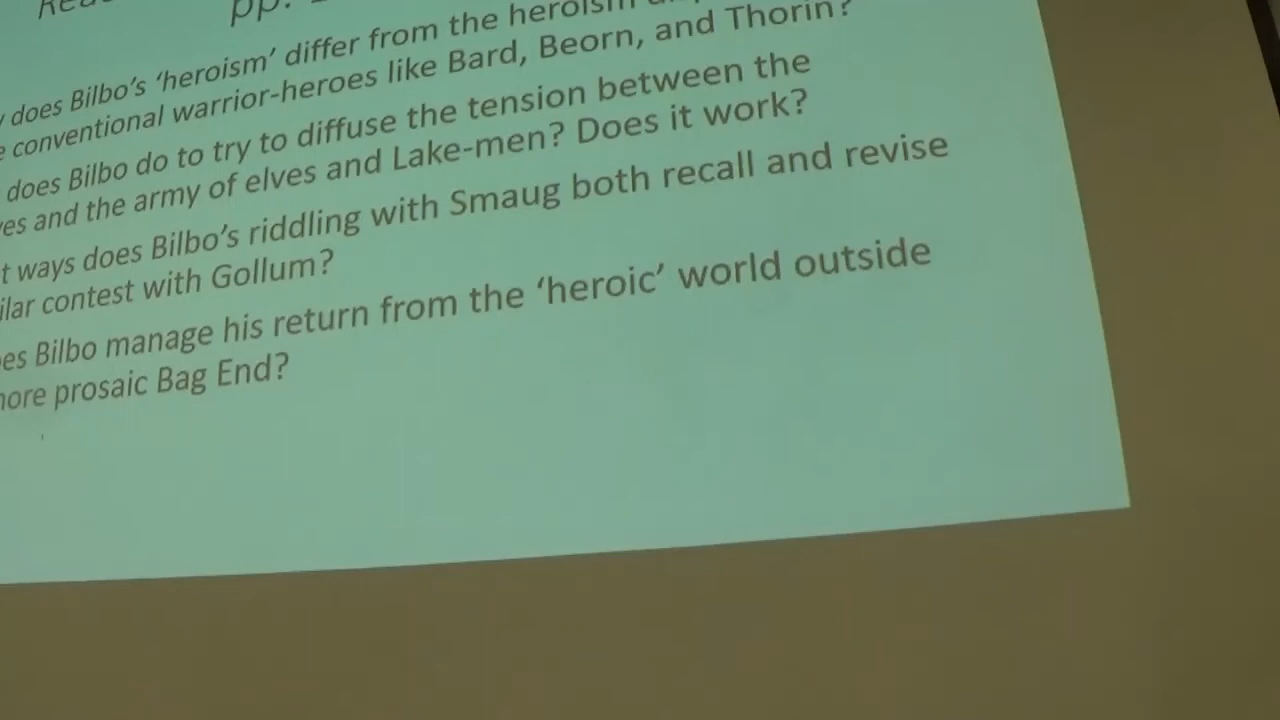 pp.
does Bilbo's 'heroism' differ from the heroism
conventional warrior-heroes like Bard, Beorn, and Thorin?
does Bilbo do to try to diffuse the tension between the
and the army of elves and Lake-men? Does it work?
ways does Bilbo's riddling with Smaug both recall and revise
contest with Gollum?
Bilbo manage his return from the 'heroic' world outside
prosaic Bag End?